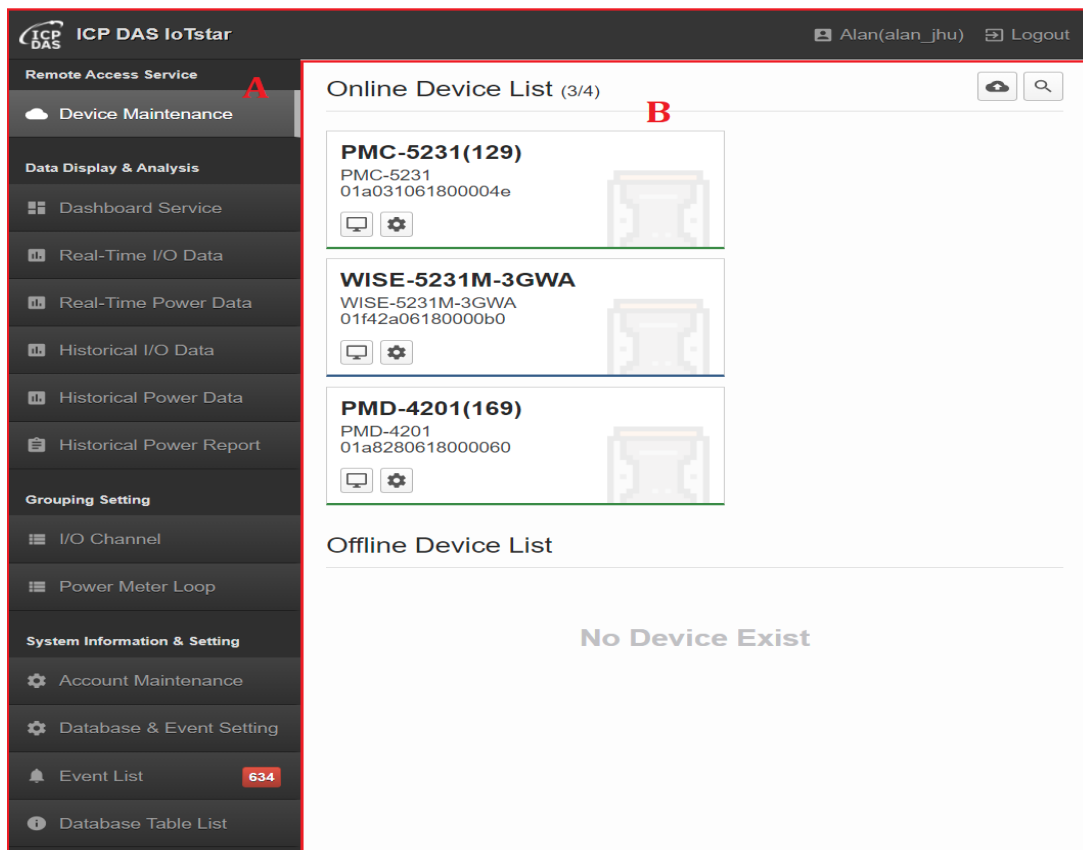 ICP DAS
ICP DAS IoTstar
Alan(alan_jhu)
Logout
Remote Access Service
A
Device Maintenance
Data Display & Analysis
Dashboard Service
Real-Time I/O Data
Real-Time Power Data
Historical I/O Data
Historical Power Data
Historical Power Report
Grouping Setting
I/O Channel
Power Meter Loop
System Information & Setting
Account Maintenance
Database & Event Setting
Event List 634
Database Table List
Online Device List (3/4)
B
PMC-5231(129)
PMC-5231
01a031061800004e
WISE-5231M-3GWA
WISE-5231M-3GWA
01f42a06180000b0
PMD-4201(169)
PMD-4201
01a8280618000060
Offline Device List
No Device Exist